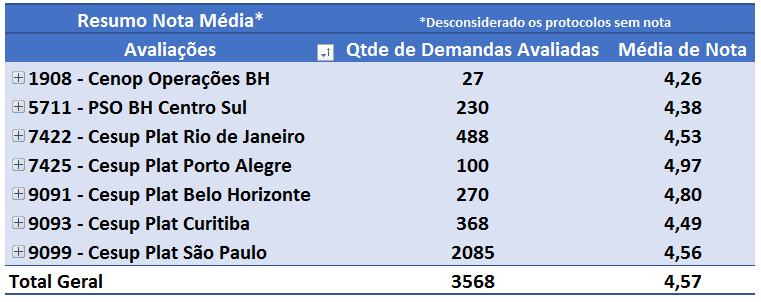 Resumo Nota Média* *Desconsiderado os protocolos sem nota
Avaliações Qtde de Demandas Avaliadas Média de Nota
1908 - Cenop Operações BH 27 4,26
5711 - PSO BH Centro Sul 230 4,38
7422 - Cesup Plat Rio de Janeiro 488 4,53
7425 - Cesup Plat Porto Alegre 100 4,97
9091 - Cesup Plat Belo Horizonte 270 4,80
9093 - Cesup Plat Curitiba 368 4,49
9099 - Cesup Plat São Paulo 2085 4,56
Total Geral 3568 4,57